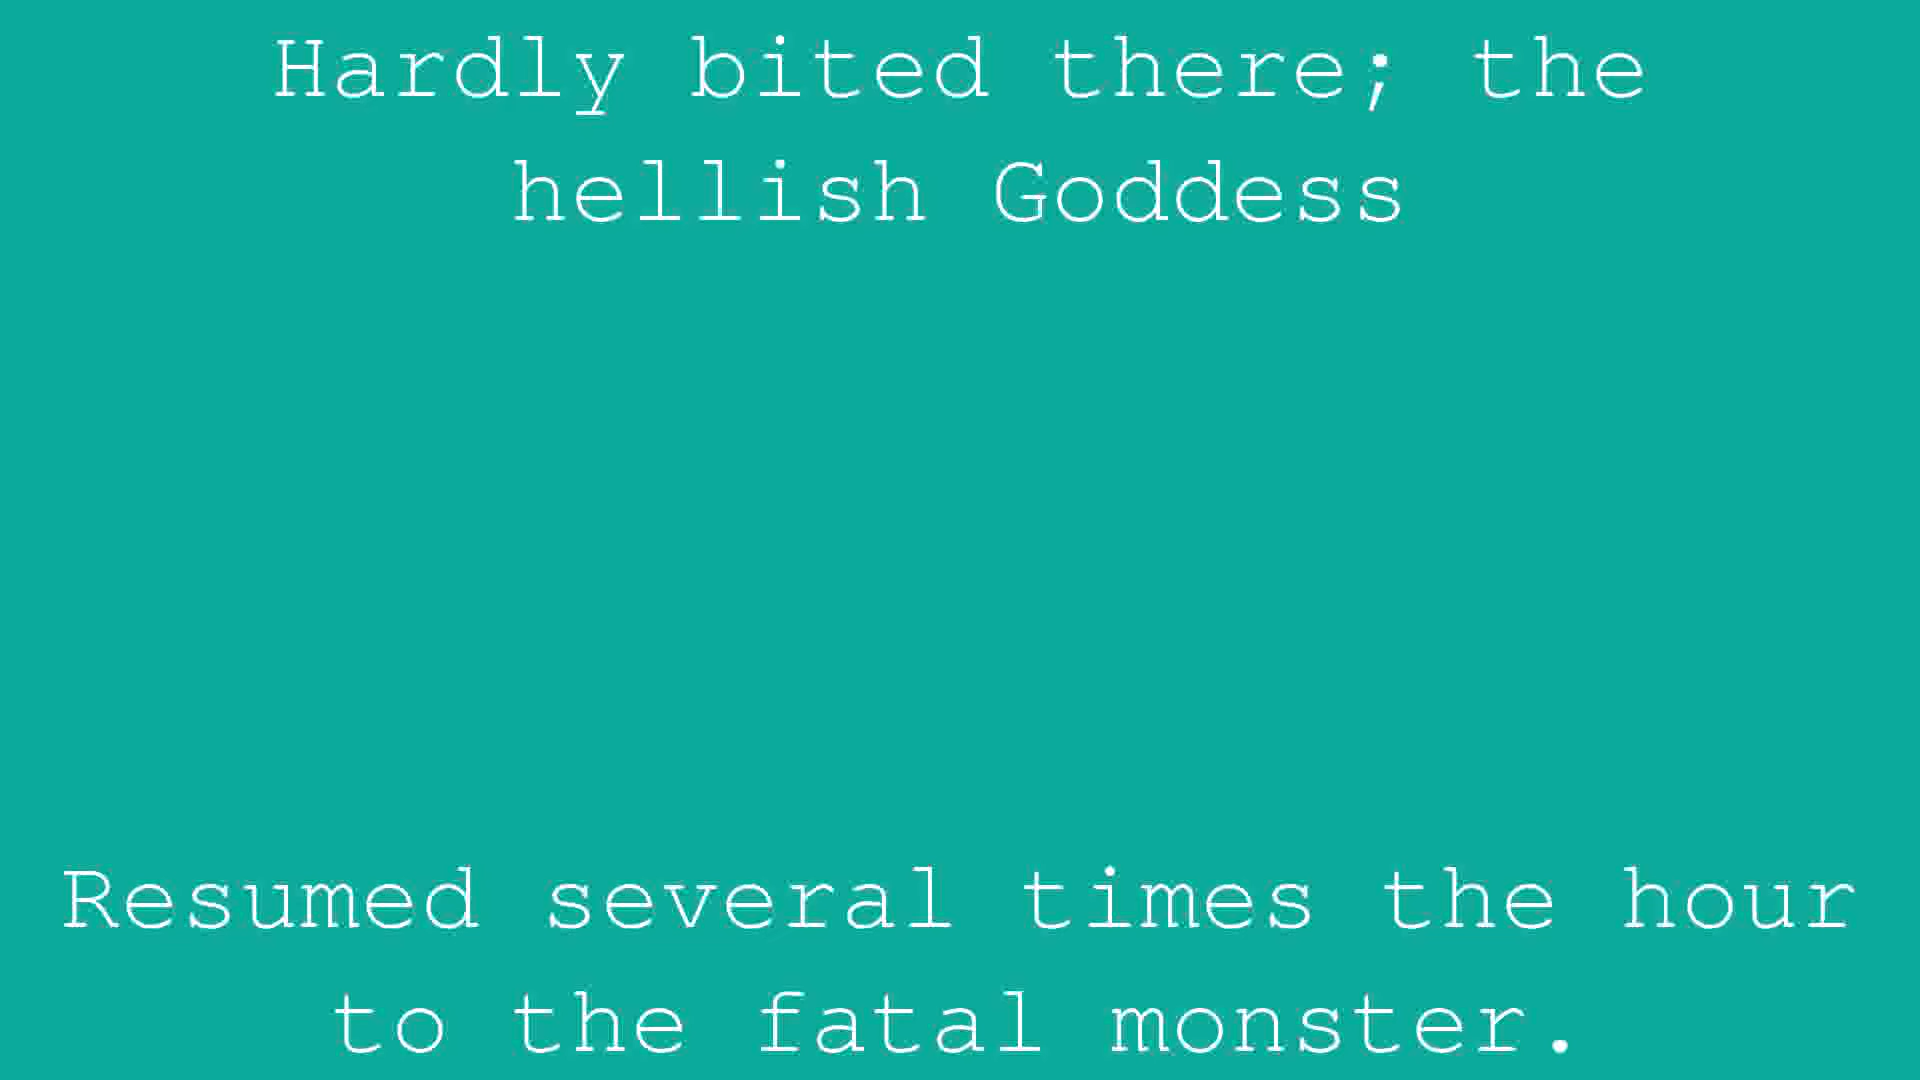 Hardly bited there; the
hellish Goddess
Resumed several times the hour
to the fatal monster.